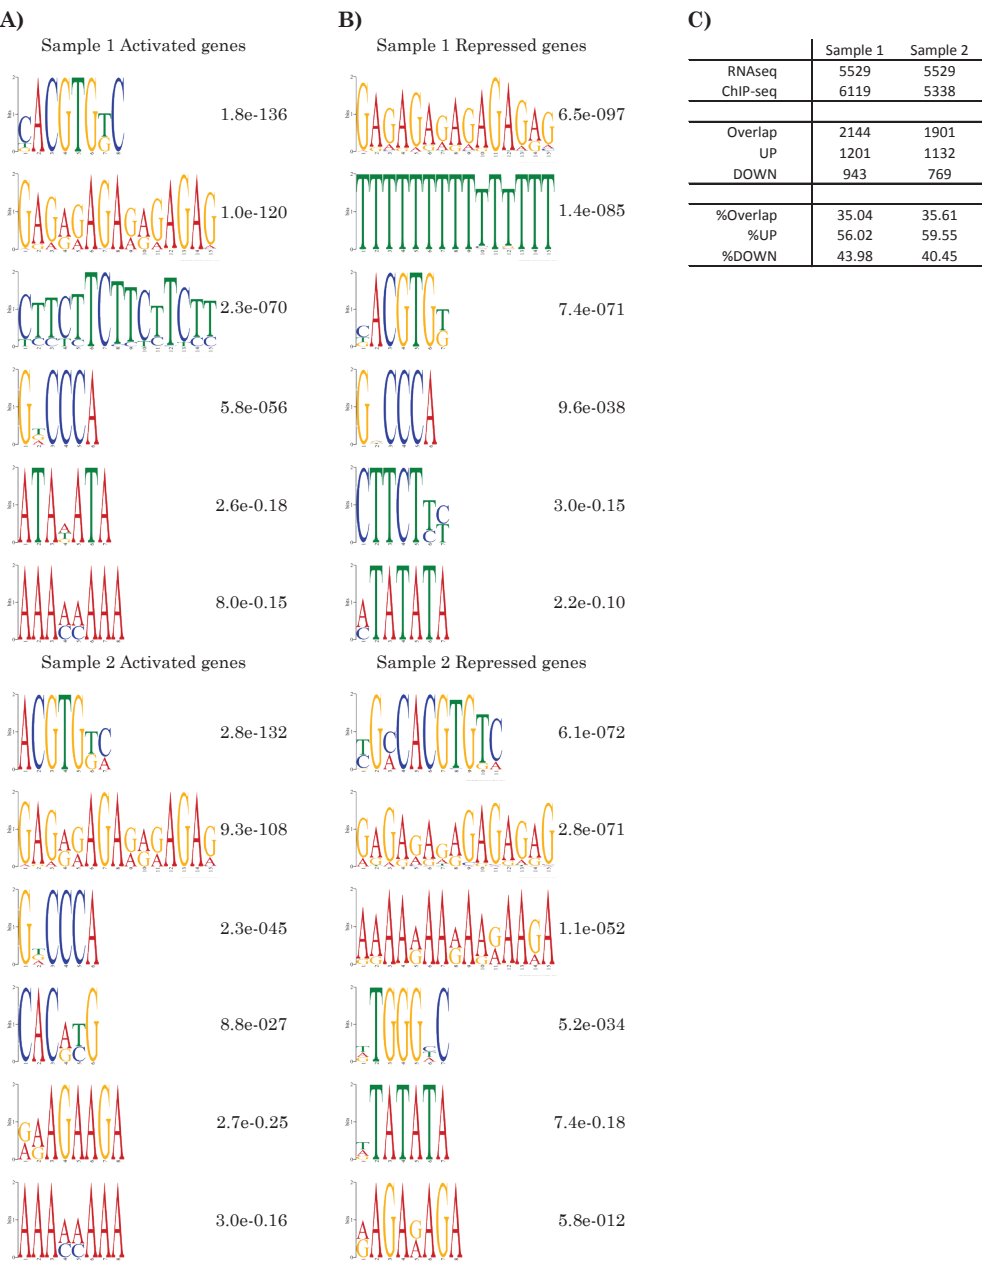 A)
Sample 1 Activated genes
1.8e-136
1.0e-120
2.3e-070
5.8e-056
2.6e-0.18
8.0e-0.15
Sample 2 Activated genes
2.8e-132
9.3e-108
2.3e-045
8.8e-027
2.7e-0.25
3.0e-0.16
B)
Sample 1 Repressed genes
6.5e-097
1.4e-085
7.4e-071
9.6e-038
3.0e-0.15
2.2e-0.10
Sample 2 Repressed genes
6.1e-072
2.8e-071
1.1e-052
5.2e-034
7.4e-0.18
5.8e-012
C)
Sample 1 Sample 2
RNAseq 5529 5529
ChIP-seq 6119 5338
Overlap 2144 1901
UP 1201 1132
DOWN 943 769
%Overlap 35.04 35.61
%UP 56.02 59.55
%DOWN 43.98 40.45